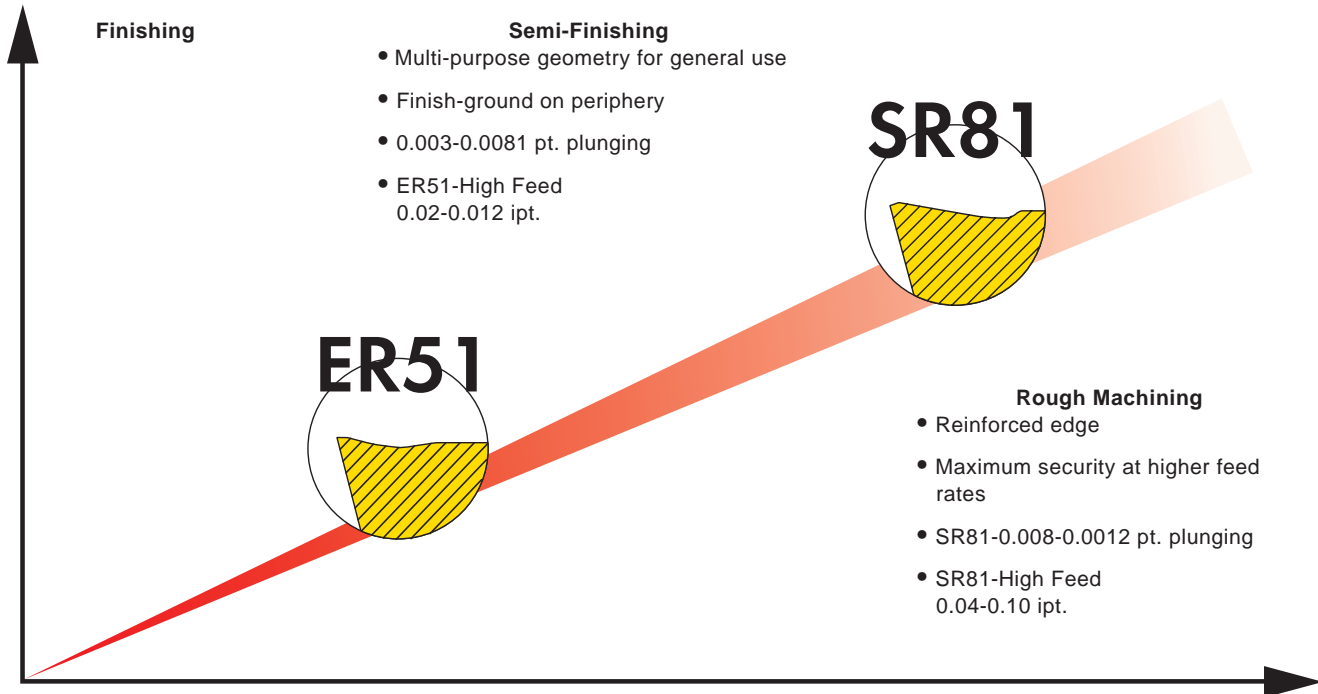 Finishing
Semi-Finishing
• Multi-purpose geometry for general use
• Finish-ground on periphery
• 0.003-0.0081 pt. plunging
• ER51-High Feed
0.02-0.012 ipt.
SR81
ER51
Rough Machining
• Reinforced edge
• Maximum security at higher feed
rates
• SR81-0.008-0.0012 pt. plunging
• SR81-High Feed
0.04-0.10 ipt.